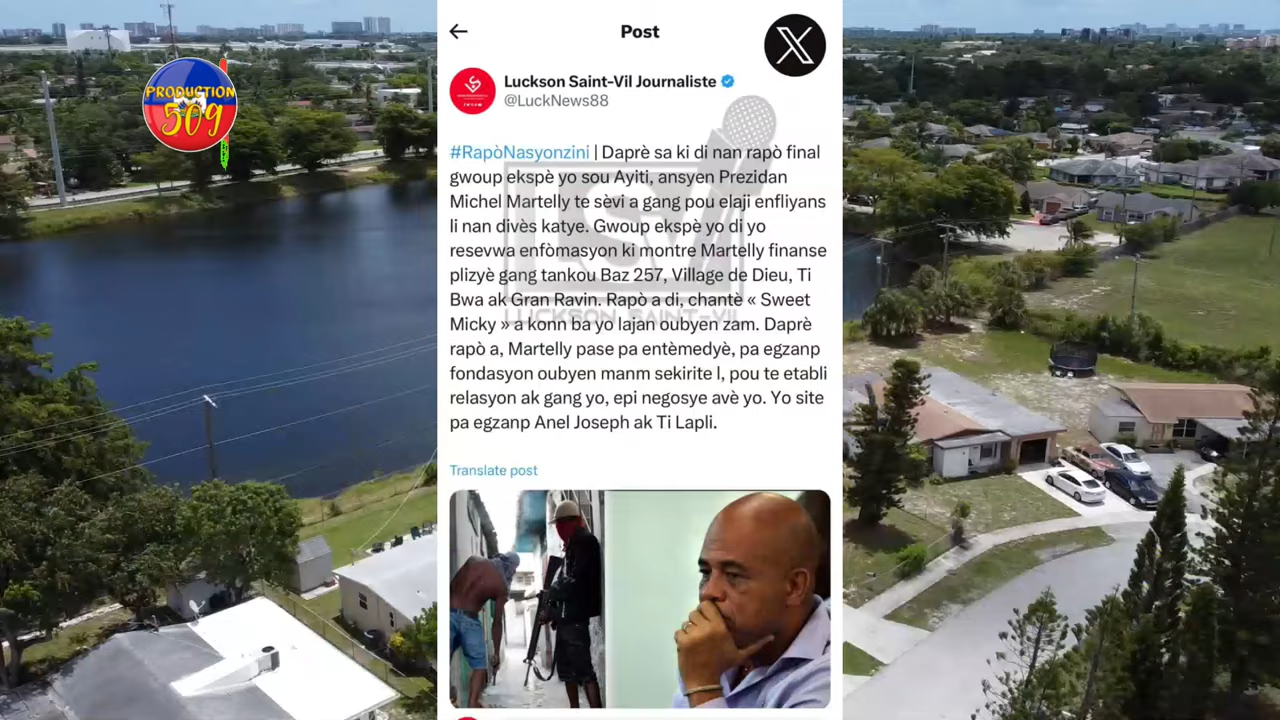 PRODUCTION
509
Post
X
Luckson Saint-Vil Journaliste
@LuckNews88
#RapòNasyonzini | Daprè sa ki di nan rapò final
gwoup ekspè yo sou Ayiti, ansyen Prezidan
Michel Martelly te sèvi a gang pou elaji enfliyans
li nan divès katye. Gwoup ekspè yo di yo
resevwa enfòmasyon ki montre Martelly finanse
plizyè gang tankou Baz 257, Village de Dieu, Ti
Bwa ak Gran Ravin. Rapò a di, chantè « Sweet
Micky » a konn ba yo lajan oubyen zam. Daprè
rapò a, Martelly pase pa entèmedyè, pa egzanp
fondasyon oubyen manm sekirite l, pou te etabli
relasyon ak gang yo, epi negosye avè yo. Yo site
pa egzanp Anel Joseph ak Ti Lapli.
LSV
LUCKSON SAINT-VIL
Translate post